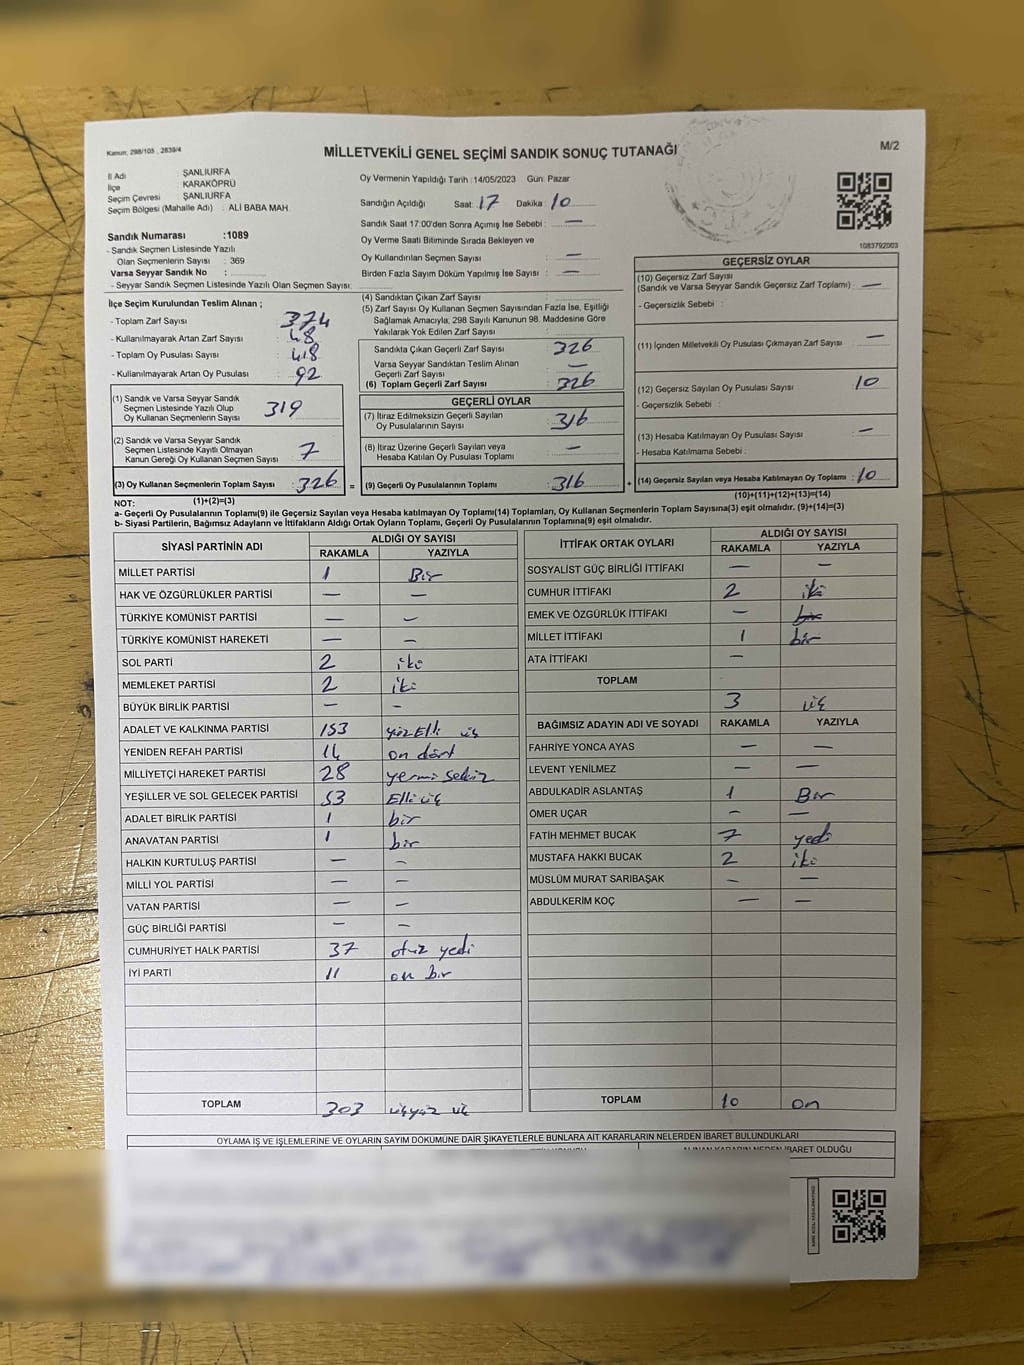 Kanun, 298/105 , 2839/4
MİLLETVEKİLİ GENEL SEÇİMİ SANDIK SONUÇ TUTANAĞI
M/2
İl Adı : ŞANLIURFA
İlçe KARAKÖPRÜ
Seçim Çevresi : ŞANLIURFA
Seçim Bölgesi (Mahalle Adı) : ALİ BABA MAH.
Sandık Numarası :1089
- Sandık Seçmen Listesinde Yazılı
Olan Seçmenlerin Sayısı : 369
Varsa Seyyar Sandık No :
- Seyyar Sandık Seçmen Listesinde Yazılı Olan Seçmen Sayısı:
Oy Vermenin Yapıldığı Tarih :14/05/2023 Gün: Pazar
Sandığın Açıldığı Saat: 17 Dakika: 10
Sandık Saat 17:00'den Sonra Açımış İse Sebebi : —
Oy Verme Saati Bitiminde Sırada Bekleyen ve
Oy Kullandırılan Seçmen Sayısı : —
Birden Fazla Sayım Döküm Yapılmış İse Sayısı : —
1083792003
İlçe Seçim Kurulundan Teslim Alınan ;
- Toplam Zarf Sayısı : 374
- Kullanılmayarak Artan Zarf Sayısı : 48
- Toplam Oy Pusulası Sayısı : 418
- Kullanılmayarak Artan Oy Pusulası : 92
(1) Sandık ve Varsa Seyyar Sandık
Seçmen Listesinde Yazılı Olup
Oy Kullanan Seçmenlerin Sayısı : 319
(2) Sandık ve Varsa Seyyar Sandık
Seçmen Listesinde Kayıtlı Olmayan
Kanun Gereği Oy Kullanan Seçmen Sayısı : 7
(3) Oy Kullanan Seçmenlerin Toplam Sayısı : 326
(1)+(2)=(3)
(4) Sandıktan Çıkan Zarf Sayısı :
(5) Zarf Sayısı Oy Kullanan Seçmen Sayısından Fazla İse, Eşitliği
Sağlamak Amacıyla, 298 Sayılı Kanunun 98. Maddesine Göre
Yakılarak Yok Edilen Zarf Sayısı :
Sandıkta Çıkan Geçerli Zarf Sayısı : 326
Varsa Seyyar Sandıktan Teslim Alınan
Geçerli Zarf Sayısı : —
(6) Toplam Geçerli Zarf Sayısı : 326
GEÇERLİ OYLAR
(7) İtiraz Edilmeksizin Geçerli Sayılan
Oy Pusulalarının Sayısı : 316
(8) İtiraz Üzerine Geçerli Sayılan veya
Hesaba Katılan Oy Pusulası Toplamı : —
= (9) Geçerli Oy Pusulalarının Toplamı : 316
GEÇERSİZ OYLAR
(10) Geçersiz Zarf Sayısı
(Sandık ve Varsa Seyyar Sandık Geçersiz Zarf Toplamı) : —
- Geçersizlik Sebebi :
(11) İçinden Milletvekili Oy Pusulası Çıkmayan Zarf Sayısı : —
(12) Geçersiz Sayılan Oy Pusulası Sayısı : 10
- Geçersizlik Sebebi :
(13) Hesaba Katılmayan Oy Pusulası Sayısı : —
- Hesaba Katılmama Sebebi :
+ (14) Geçersiz Sayılan veya Hesaba Katılmayan Oy Toplamı : 10
(10)+(11)+(12)+(13)=(14)
NOT:
a- Geçerli Oy Pusulalarının Toplamı(9) ile Geçersiz Sayılan veya Hesaba katılmayan Oy Toplamı(14) Toplamları, Oy Kullanan Seçmenlerin Toplam Sayısına(3) eşit olmalıdır. (9)+(14)=(3)
b- Siyasi Partilerin, Bağımsız Adayların ve İttifakların Aldığı Ortak Oyların Toplamı, Geçerli Oy Pusulalarının Toplamına(9) eşit olmalıdır.
SİYASİ PARTİNİN ADI ALDIĞI OY SAYISI
RAKAMLA YAZIYLA
MİLLET PARTİSİ 1 Bir
HAK VE ÖZGÜRLÜKLER PARTİSİ — —
TÜRKİYE KOMÜNİST PARTİSİ — —
TÜRKİYE KOMÜNİST HAREKETİ — —
SOL PARTİ 2 iki
MEMLEKET PARTİSİ 2 iki
BÜYÜK BİRLİK PARTİSİ — —
ADALET VE KALKINMA PARTİSİ 153 yüzElli üç
YENİDEN REFAH PARTİSİ 14 on dört
MİLLİYETÇİ HAREKET PARTİSİ 28 yermi sekiz
YEŞİLLER VE SOL GELECEK PARTİSİ 53 Elli üç
ADALET BİRLİK PARTİSİ 1 bir
ANAVATAN PARTİSİ 1 bir
HALKIN KURTULUŞ PARTİSİ — —
MİLLİ YOL PARTİSİ — —
VATAN PARTİSİ — —
GÜÇ BİRLİĞİ PARTİSİ — —
CUMHURİYET HALK PARTİSİ 37 otuz yedi
İYİ PARTİ 11 on bir
TOPLAM 303 üçyüz üç
İTTİFAK ORTAK OYLARI ALDIĞI OY SAYISI
RAKAMLA YAZIYLA
SOSYALİST GÜÇ BİRLİĞİ İTTİFAKI — —
CUMHUR İTTİFAKI 2 iki
EMEK VE ÖZGÜRLÜK İTTİFAKI — bir
MİLLET İTTİFAKI 1 bir
ATA İTTİFAKI —
TOPLAM 3 üç
BAĞIMSIZ ADAYIN ADI VE SOYADI RAKAMLA YAZIYLA
FAHRİYE YONCA AYAS — —
LEVENT YENİLMEZ — —
ABDULKADİR ASLANTAŞ 1 Bir
ÖMER UÇAR — —
FATİH MEHMET BUCAK 7 yedi
MUSTAFA HAKKI BUCAK 2 iki
MÜSLÜM MURAT SARIBAŞAK — —
ABDULKERİM KOÇ — —
TOPLAM 10 on
OYLAMA İŞ VE İŞLEMLERİNE VE OYLARIN SAYIM DÖKÜMÜNE DAİR ŞİKAYETLERLE BUNLARA AİT KARARLARIN NELERDEN İBARET BULUNDUKLARI
ALINAN KARARIN NEDEN İBARET OLDUĞU